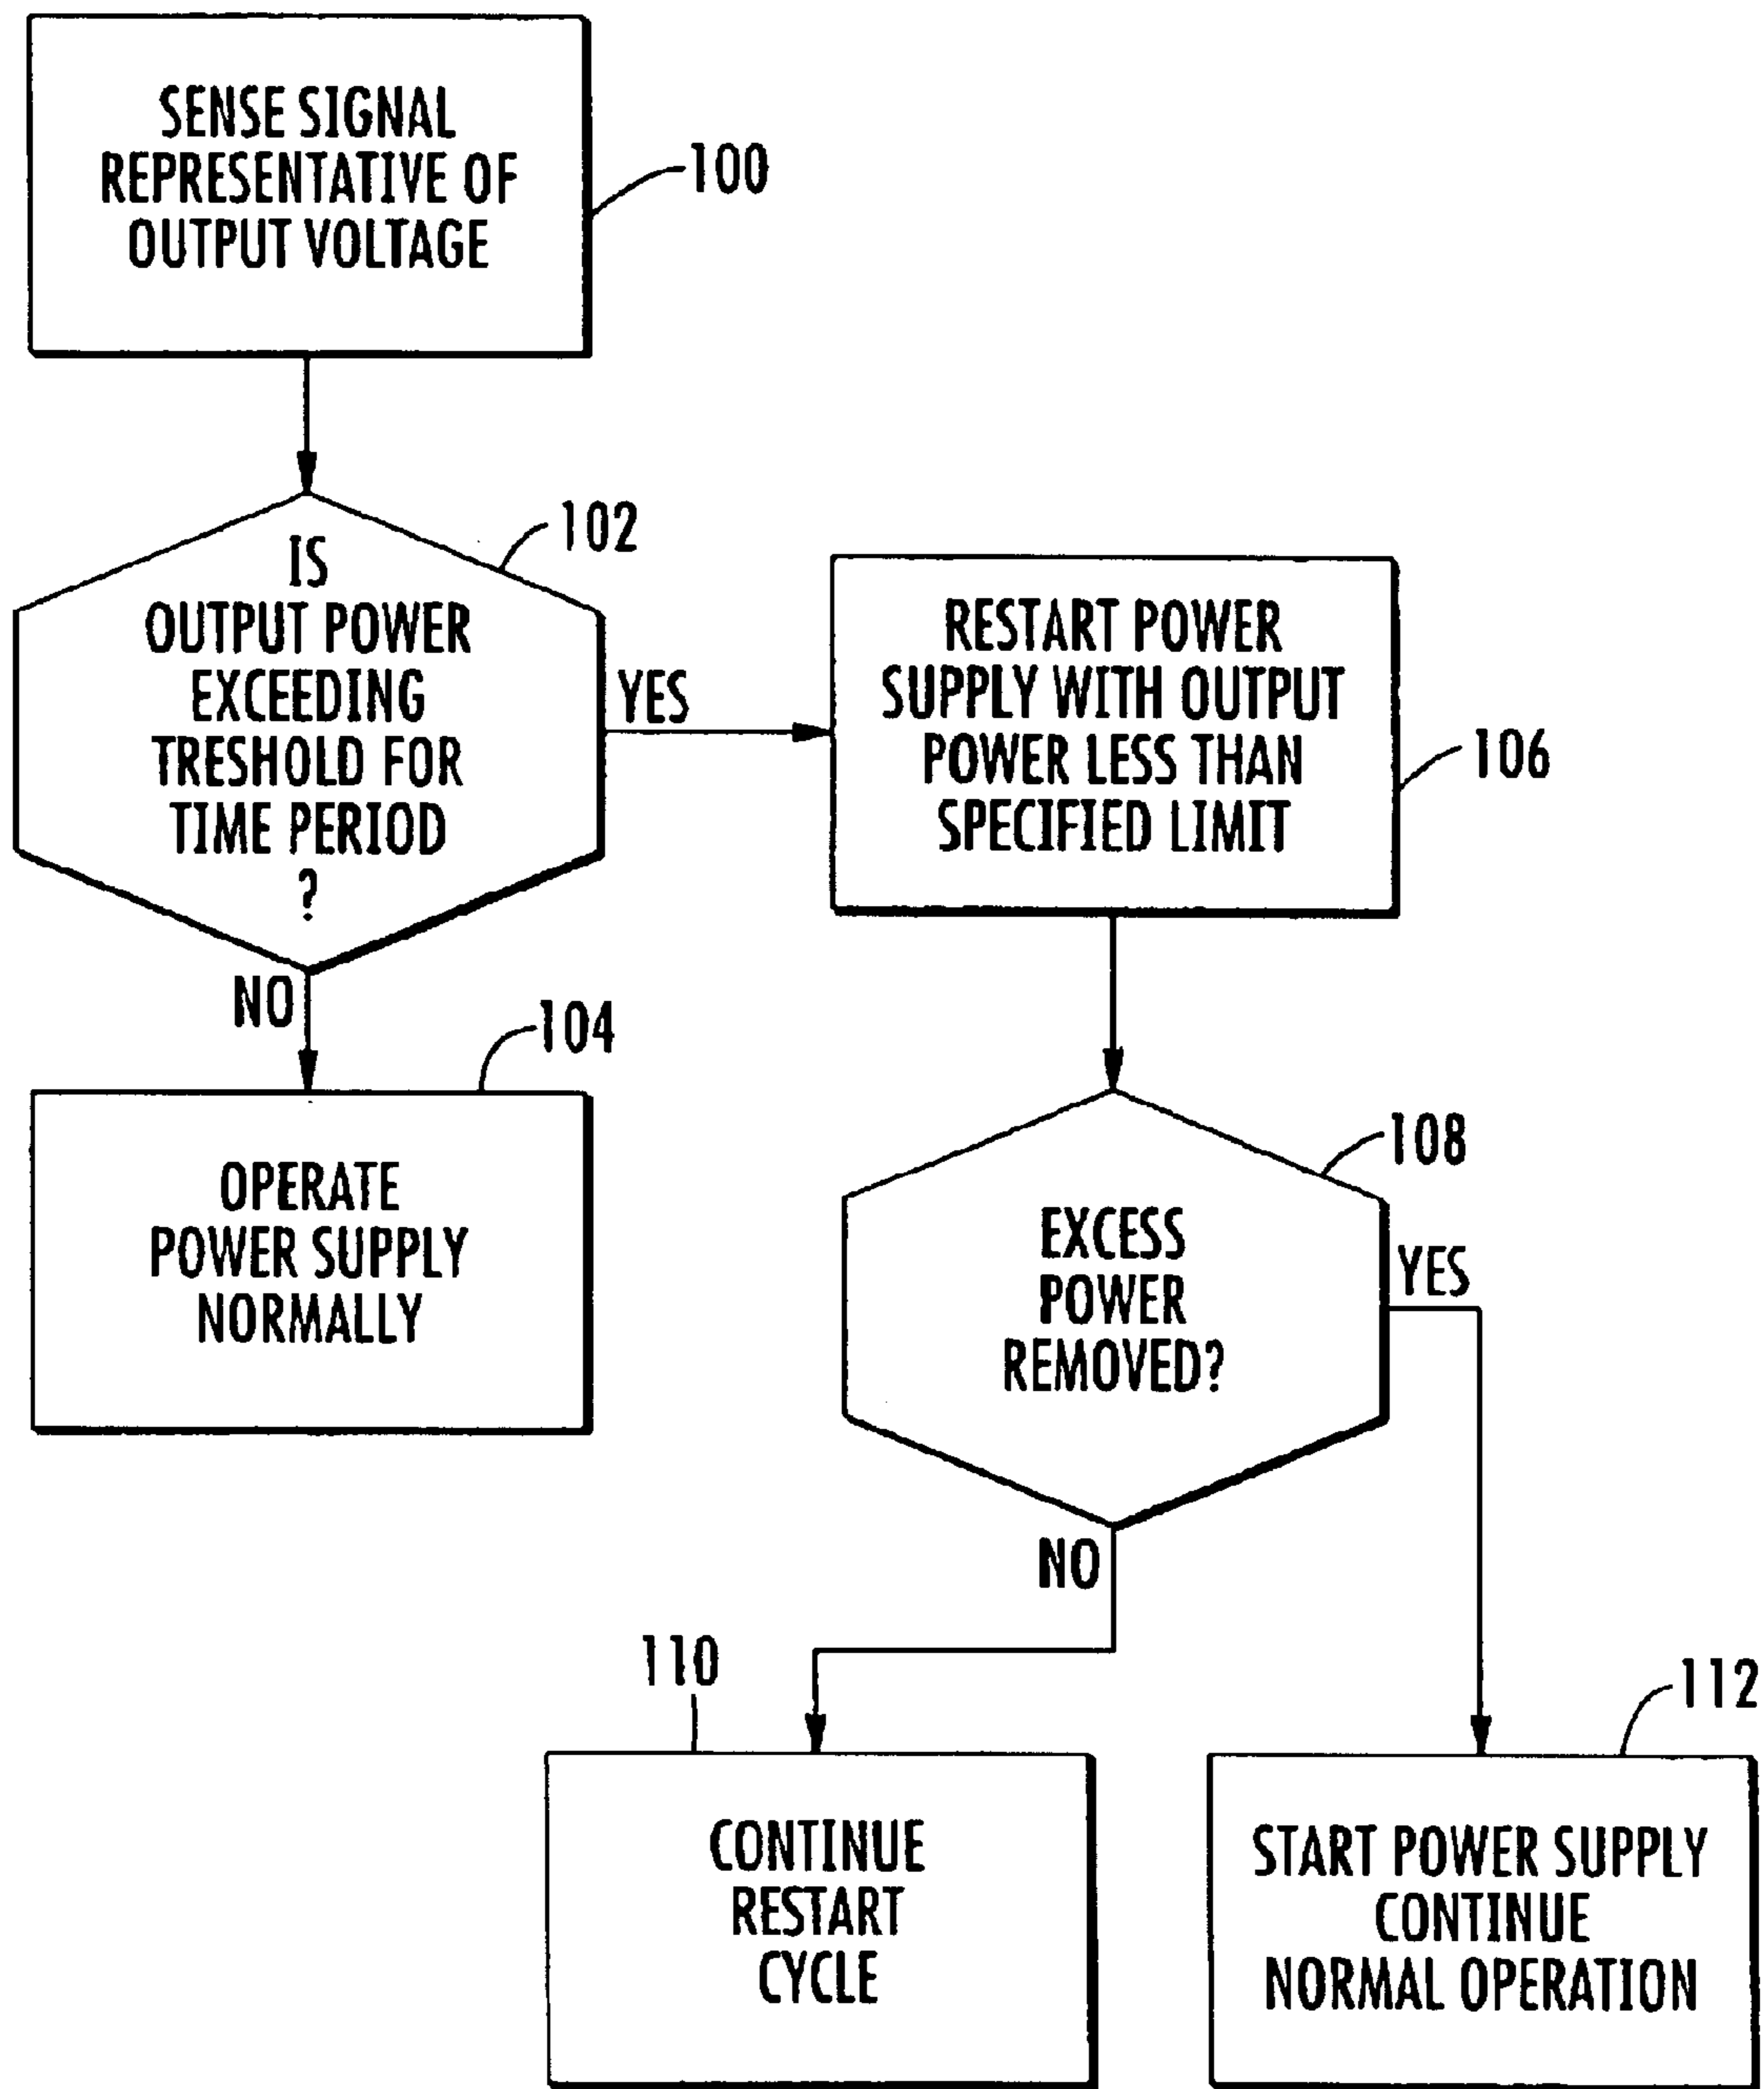 SENSE SIGNAL
REPRESENTATIVE OF
OUTPUT VOLTAGE
100
IS
OUTPUT POWER
EXCEEDING
TRESHOLD FOR
TIME PERIOD
?
102
YES
NO
RESTART POWER
SUPPLY WITH OUTPUT
POWER LESS THAN
SPECIFIED LIMIT
106
104
OPERATE
POWER SUPPLY
NORMALLY
108
EXCESS
POWER
REMOVED?
YES
NO
110
CONTINUE
RESTART
CYCLE
112
START POWER SUPPLY
CONTINUE
NORMAL OPERATION